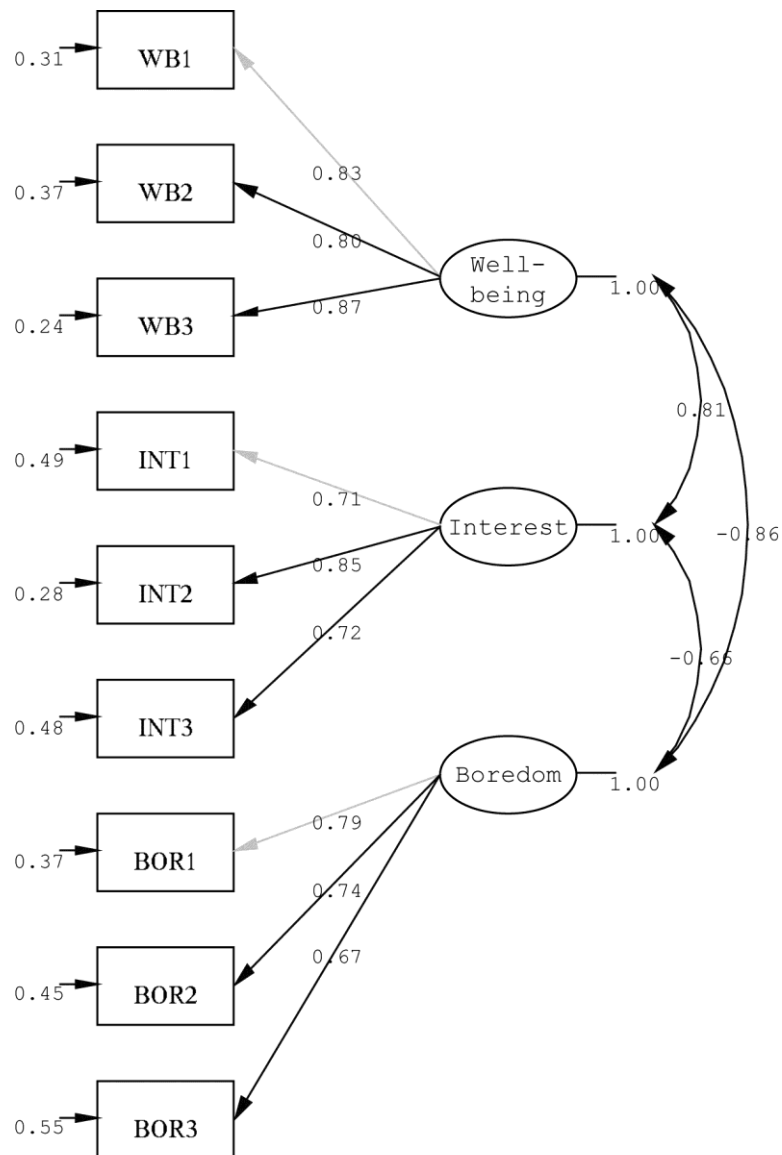 0.31
WB1
0.83
0.37
WB2
0.80
Well-
being
1.00
0.24
WB3
0.87
0.81
0.49
INT1
0.71
Interest
1.00
-0.86
0.28
INT2
0.85
0.72
-0.66
0.48
INT3
Boredom
1.00
0.37
BOR1
0.79
0.74
0.67
0.45
BOR2
0.55
BOR3